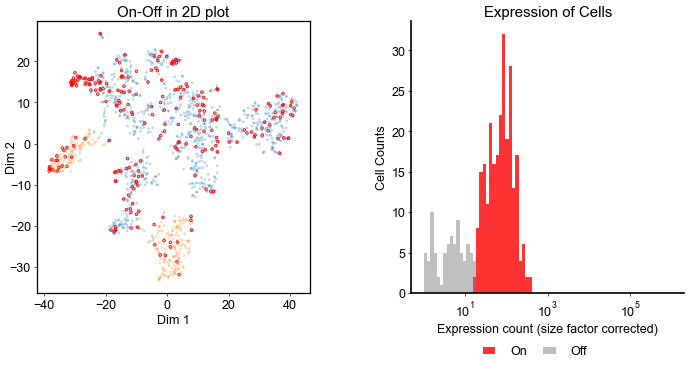 On-Off in 2D plot
Dim 2
20
10
0
−10
−20
−30
−40
−20
0
20
40
Dim 1
Expression of Cells
Cell Counts
30
25
20
15
10
5
0
10^1
10^3
10^5
Expression count (size factor corrected)
On
Off